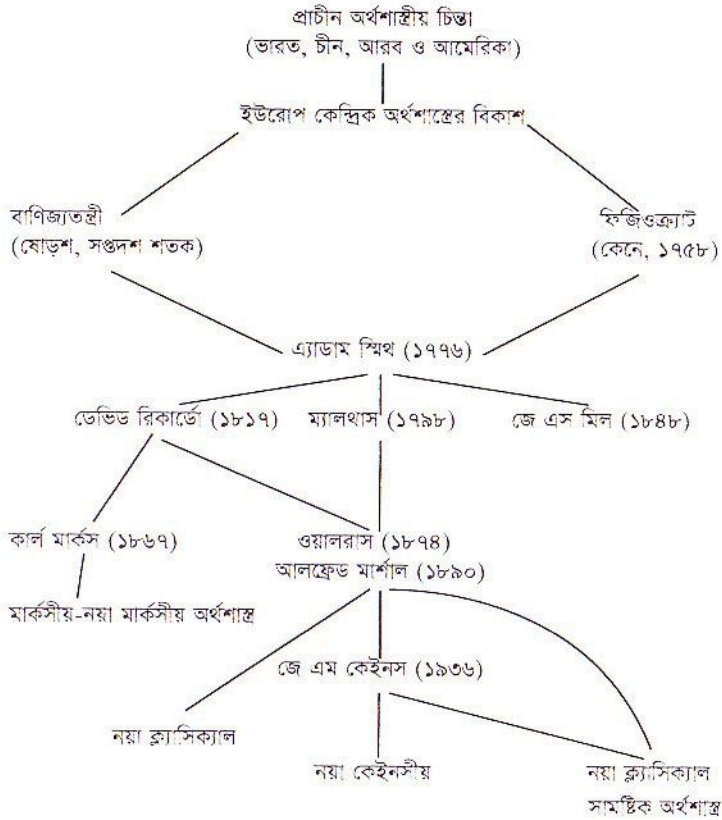 প্রাচীন অর্থশাস্ত্রীয় চিন্তা
(ভারত, চীন, আরব ও আমেরিকা)
ইউরোপ কেন্দ্রিক অর্থশাস্ত্রের বিকাশ
বাণিজ্যতন্ত্রী
(ষোড়শ, সপ্তদশ শতক)
ফিজিওক্র্যাট
(কেনে, ১৭৫৮)
এ্যাডাম স্মিথ (১৭৭৬)
ডেভিড রিকার্ডো (১৮১৭)
ম্যালথাস (১৭৯৮)
জে এস মিল (১৮৪৮)
কার্ল মার্কস (১৮৬৭)
ওয়ালরাস (১৮৭৪)
আলফ্রেড মার্শাল (১৮৯০)
মার্কসীয়-নয়া মার্কসীয় অর্থশাস্ত্র
জে এম কেইনস (১৯৩৬)
নয়া ক্ল্যাসিক্যাল
নয়া কেইনসীয়
নয়া ক্ল্যাসিক্যাল
সামষ্টিক অর্থশাস্ত্র